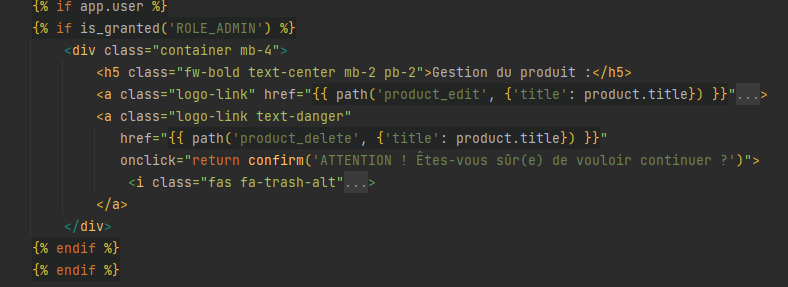 {% if app.user %}
{% if is_granted('ROLE_ADMIN') %}
<div class="container mb-4">
<h5 class="fw-bold text-center mb-2 pb-2">Gestion du produit :</h5>
<a class="logo-link" href="{{ path('product_edit', {'title': product.title}) }}"...>
<a class="logo-link text-danger"
href="{{ path('product_delete', {'title': product.title}) }}"
onclick="return confirm('ATTENTION ! Êtes-vous sûr(e) de vouloir continuer ?')">
<i class="fas fa-trash-alt"...>
</a>
</div>
{% endif %}
{% endif %}